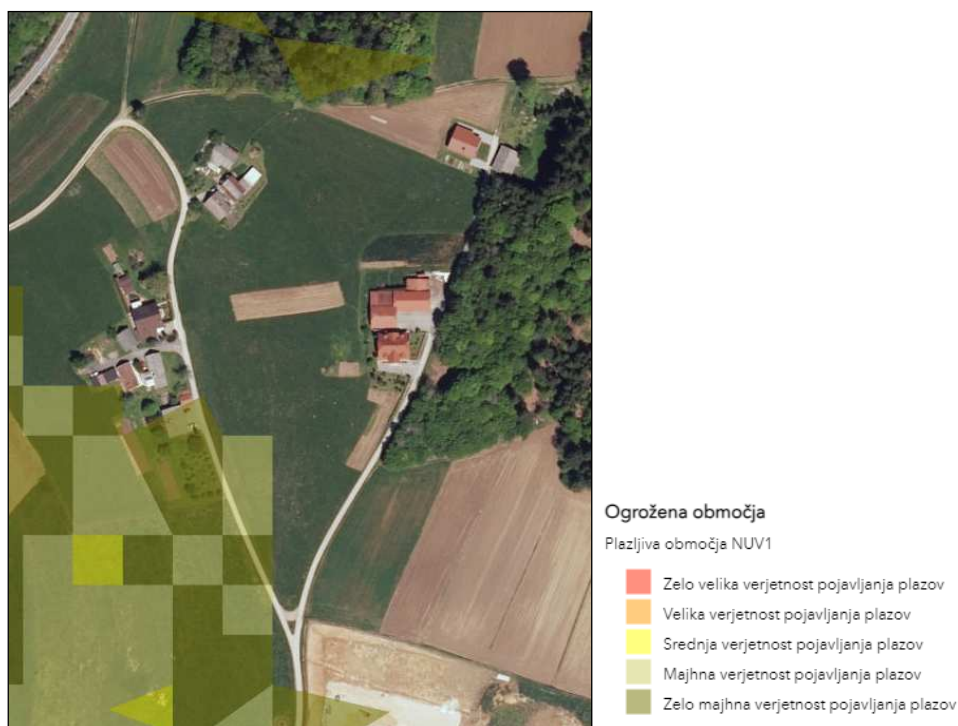 Ogrožena območja
Plazljiva območja NUV1
Zelo velika verjetnost pojavljanja plazov
Velika verjetnost pojavljanja plazov
Srednja verjetnost pojavljanja plazov
Majhna verjetnost pojavljanja plazov
Zelo majhna verjetnost pojavljanja plazov